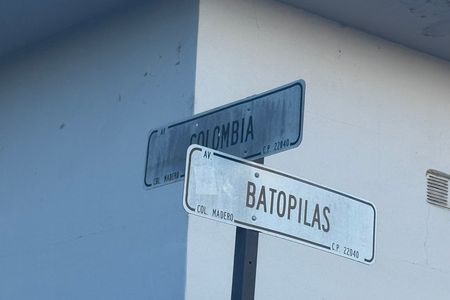 AV
COLOMBIA
COL. MADERO C.P. 22040
AV.
BATOPILAS
COL. MADERO C.P. 22040